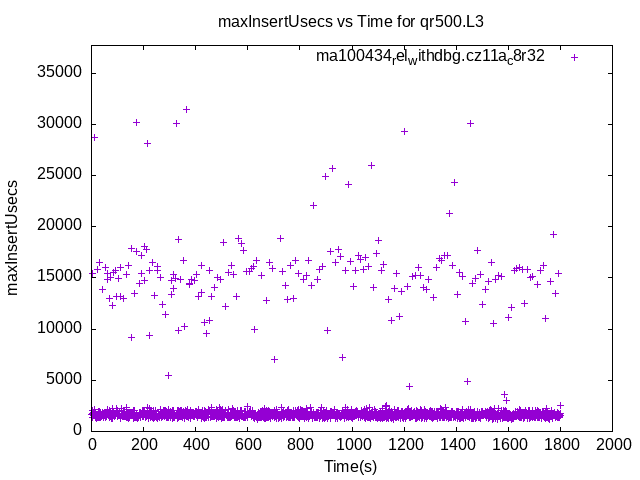 maxInsertUsecs vs Time for qr500.L3
ma100434relwithdbg.cz11ac8r32
35000
30000
25000
20000
15000
10000
5000
0
maxInsertUsecs
0 200 400 600 800 1000 1200 1400 1600 1800 2000
Time(s)